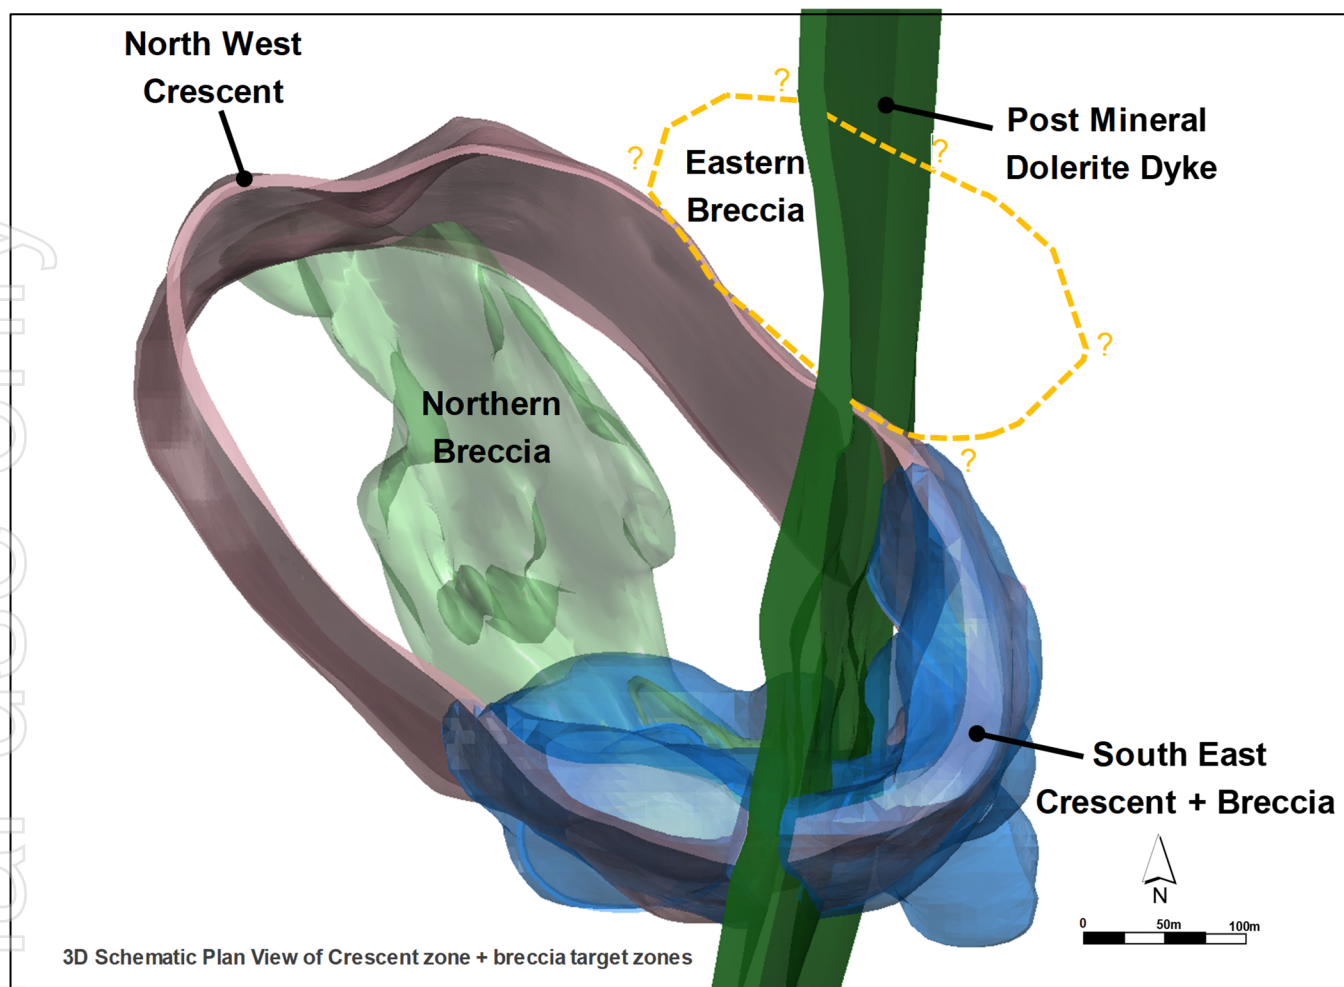 North West
Crescent
?
Post Mineral
Dolerite Dyke
?
?
Eastern
Breccia
?
Northern
Breccia
?
South East
Crescent + Breccia
N
0 50m 100m
3D Schematic Plan View of Crescent zone + breccia target zones